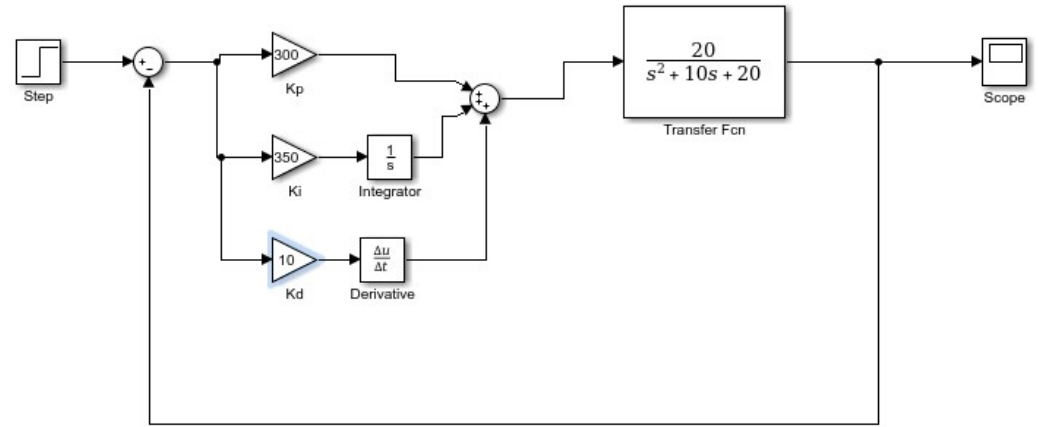 Step
+
−
300
Kp
350
Ki
1
s
Integrator
10
Kd
Δu
Δt
Derivative
+
+
+
20
s² + 10s + 20
Transfer Fcn
Scope